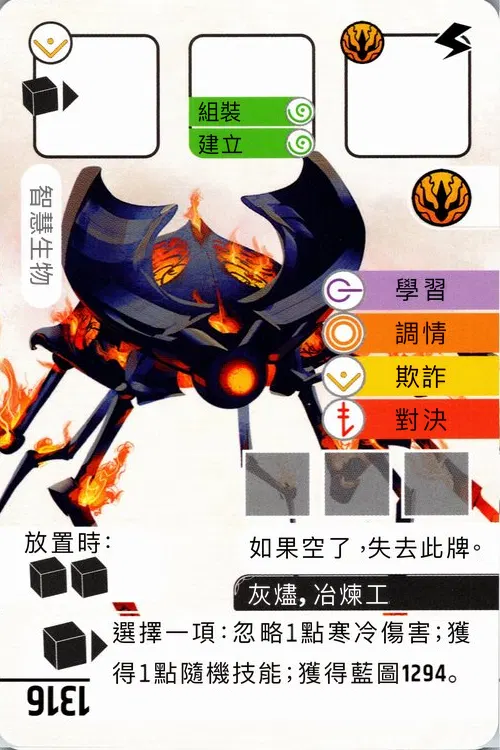 組裝
建立
智慧生物
學習
調情
欺詐
對決
放置時:
如果空了,失去此牌。
灰燼, 冶煉工
選擇一項:忽略1點寒冷傷害;獲
得1點隨機技能;獲得藍圖1294。
1316